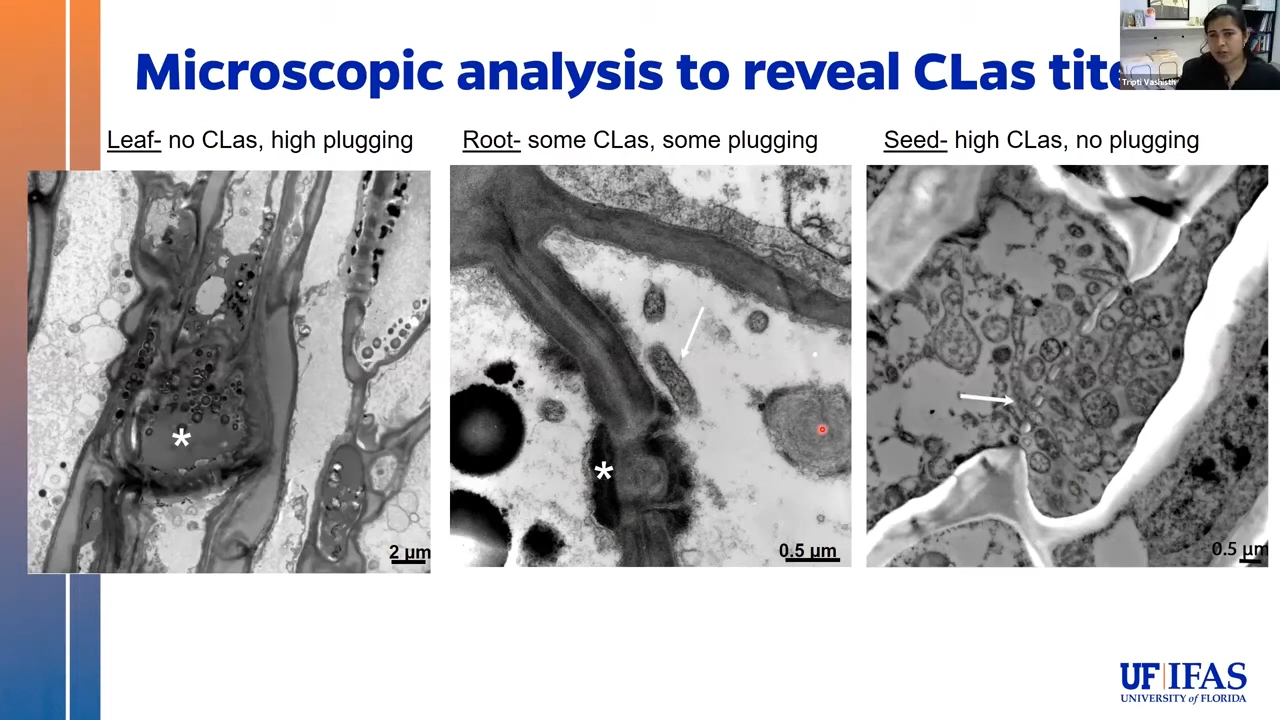 Microscopic analysis to reveal CLas
Tripti Vashisth
Leaf- no CLas, high plugging
Root- some CLas, some plugging
Seed- high CLas, no plugging
*
*
2 µm
0.5 µm
0.5 µm
UF|IFAS
UNIVERSITY of FLORIDA